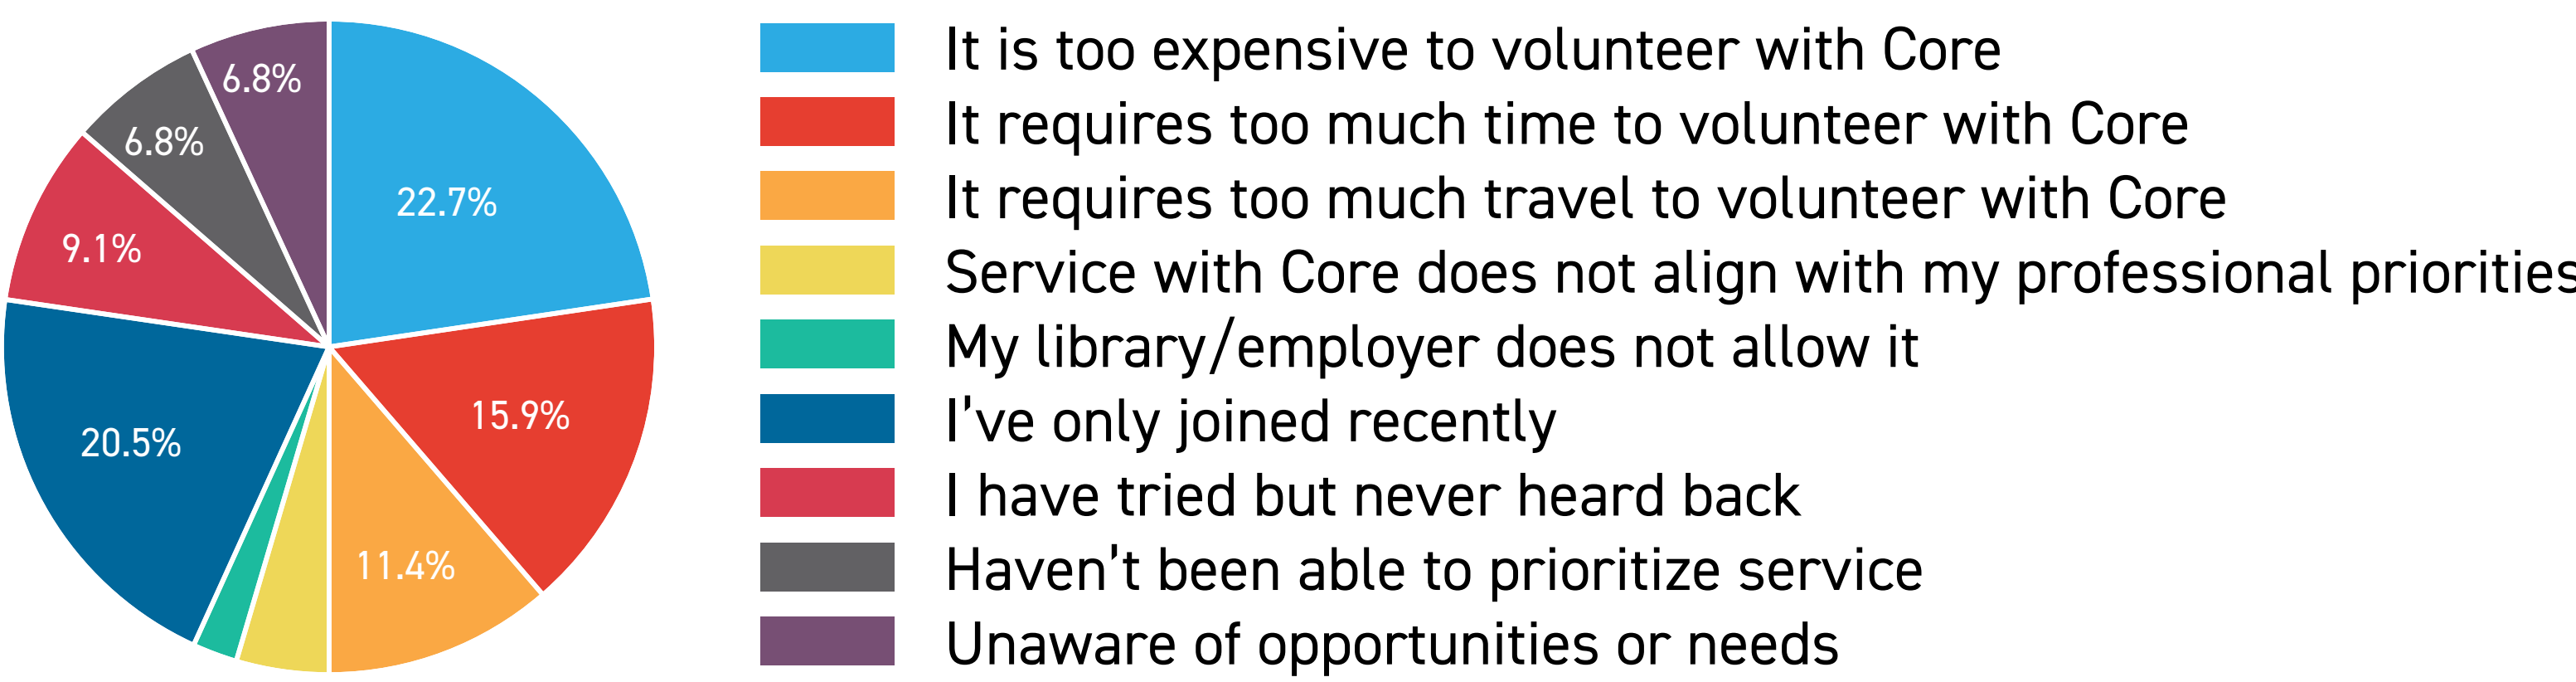 6.8%
6.8%
22.7%
9.1%
15.9%
20.5%
11.4%
It is too expensive to volunteer with Core
It requires too much time to volunteer with Core
It requires too much travel to volunteer with Core
Service with Core does not align with my professional priorities
My library/employer does not allow it
I've only joined recently
I have tried but never heard back
Haven't been able to prioritize service
Unaware of opportunities or needs